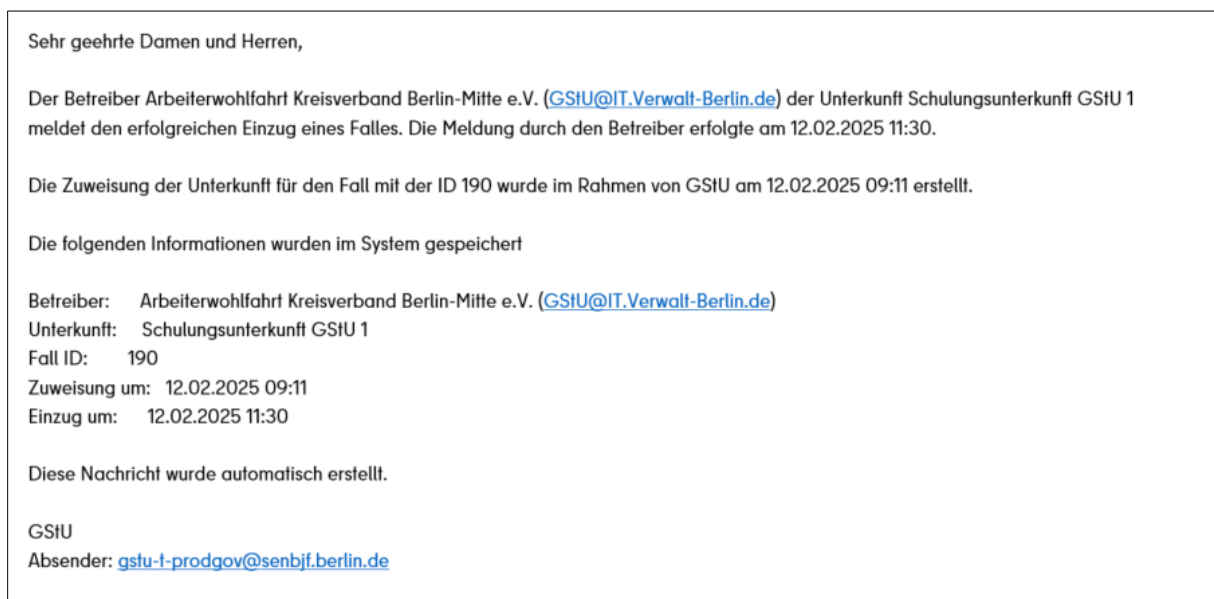 Sehr geehrte Damen und Herren,
Der Betreiber Arbeiterwohlfahrt Kreisverband Berlin-Mitte e.V. (GStU@IT.Verwalt-Berlin.de) der Unterkunft Schulungsunterkunft GStU 1
meldet den erfolgreichen Einzug eines Falles. Die Meldung durch den Betreiber erfolgte am 12.02.2025 11:30.
Die Zuweisung der Unterkunft für den Fall mit der ID 190 wurde im Rahmen von GStU am 12.02.2025 09:11 erstellt.
Die folgenden Informationen wurden im System gespeichert
Betreiber: Arbeiterwohlfahrt Kreisverband Berlin-Mitte e.V. (GStU@IT.Verwalt-Berlin.de)
Unterkunft: Schulungsunterkunft GStU 1
Fall ID: 190
Zuweisung um: 12.02.2025 09:11
Einzug um: 12.02.2025 11:30
Diese Nachricht wurde automatisch erstellt.
GStU
Absender: gstu-t-prodgov@senbjf.berlin.de